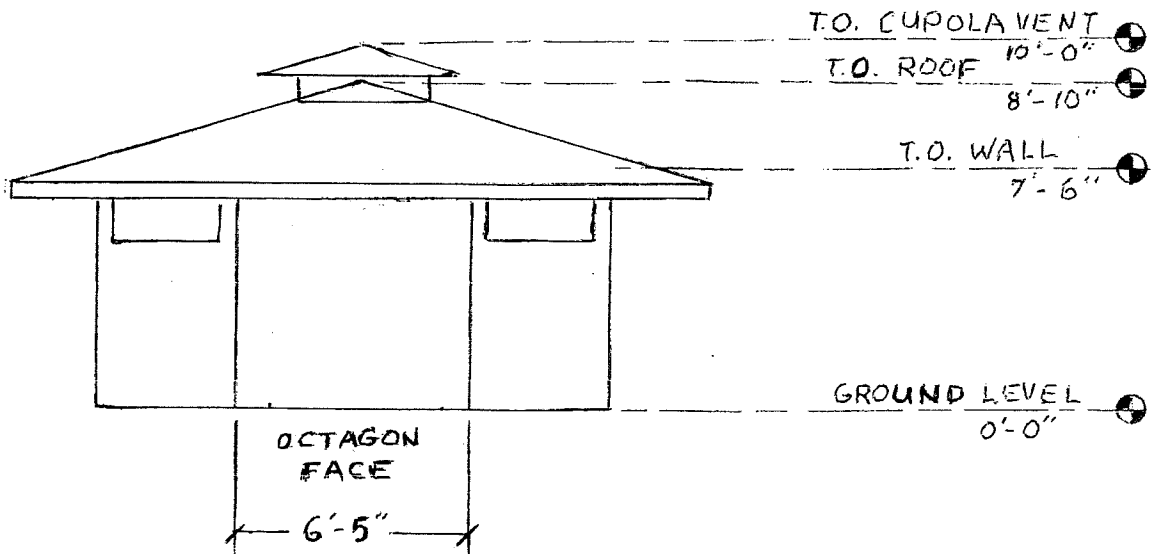 T.O. CUPOLA VENT
10'-0"
T.O. ROOF
8'-10"
T.O. WALL
7'-6"
GROUND LEVEL
0'-0"
OCTAGON
FACE
6'-5"